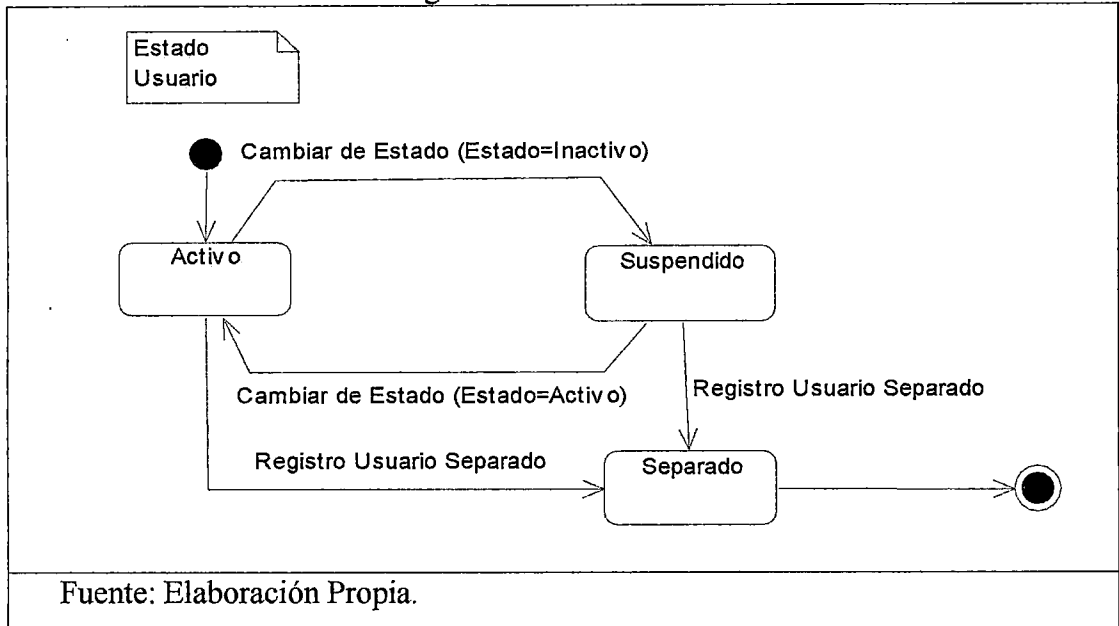 Estado
Usuario
Cambiar de Estado (Estado=Inactivo)
Activo
Suspendido
Cambiar de Estado (Estado=Activo)
Registro Usuario Separado
Registro Usuario Separado
Separado
Fuente: Elaboración Propia.